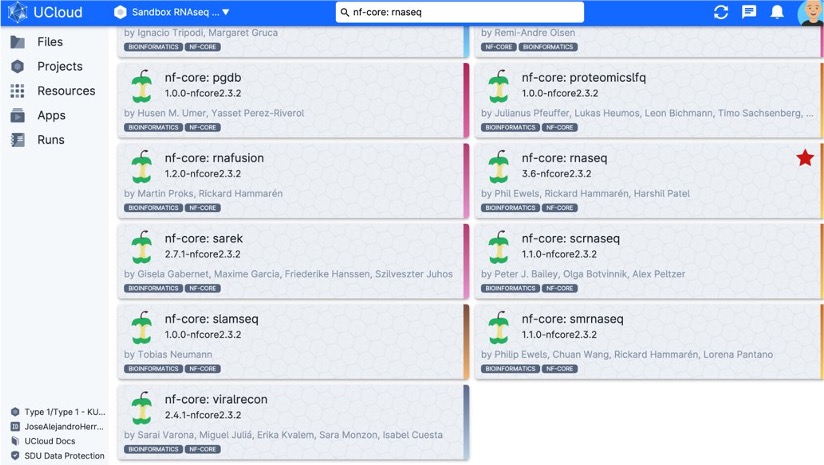 UCloud
Sandbox RNAseq ... ▼
nf-core: rnaseq
Files
Projects
Resources
Apps
Runs
by Ignacio Tripodi, Margaret Gruca
BIOINFORMATICS NF-CORE
by Remi-Andre Olsen
NF-CORE BIOINFORMATICS
nf-core: pgdb
1.0.0-nfcore2.3.2
by Husen M. Umer, Yasset Perez-Riverol
BIOINFORMATICS NF-CORE
nf-core: proteomicslfq
1.0.0-nfcore2.3.2
by Julianus Pfeuffer, Lukas Heumos, Leon Bichmann, Timo Sachsenberg, ...
BIOINFORMATICS NF-CORE
nf-core: rnafusion
1.2.0-nfcore2.3.2
by Martin Proks, Rickard Hammarén
BIOINFORMATICS NF-CORE
nf-core: rnaseq
3.6-nfcore2.3.2
by Phil Ewels, Rickard Hammarén, Harshil Patel
BIOINFORMATICS NF-CORE
nf-core: sarek
2.7.1-nfcore2.3.2
by Gisela Gabernet, Maxime Garcia, Friederike Hanssen, Szilveszter Juhos
BIOINFORMATICS NF-CORE
nf-core: scrnaseq
1.1.0-nfcore2.3.2
by Peter J. Bailey, Olga Botvinnik, Alex Peltzer
BIOINFORMATICS NF-CORE
nf-core: slamseq
1.0.0-nfcore2.3.2
by Tobias Neumann
BIOINFORMATICS NF-CORE
nf-core: smrnaseq
1.1.0-nfcore2.3.2
by Philip Ewels, Chuan Wang, Rickard Hammarén, Lorena Pantano
BIOINFORMATICS NF-CORE
nf-core: viralrecon
2.4.1-nfcore2.3.2
by Sarai Varona, Miguel Juliá, Erika Kvalem, Sara Monzon, Isabel Cuesta
BIOINFORMATICS NF-CORE
Type 1/Type 1 - KU...
JoseAlejandroHerr...
UCloud Docs
SDU Data Protection